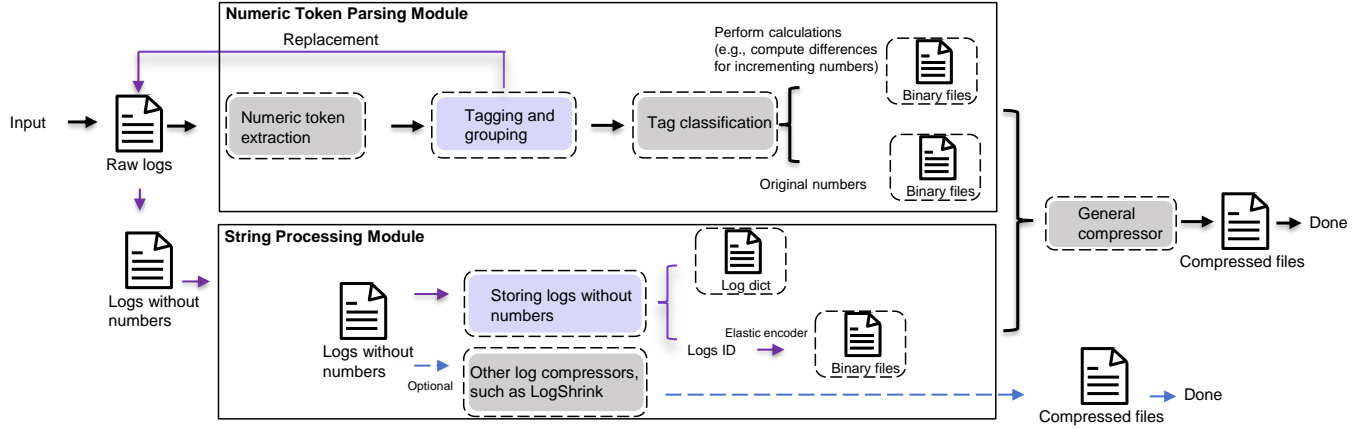 Numeric Token Parsing Module
Replacement
Perform calculations
(e.g., compute differences
for incrementing numbers)
Binary files
Input
Raw logs
Numeric token
extraction
Tagging and
grouping
Tag classification
Original numbers
Binary files
General
compressor
Compressed files
Done
Logs without
numbers
String Processing Module
Logs without
numbers
Storing logs without
numbers
Log dict
Logs ID
Elastic encoder
Binary files
Optional
Other log compressors,
such as LogShrink
Compressed files
Done